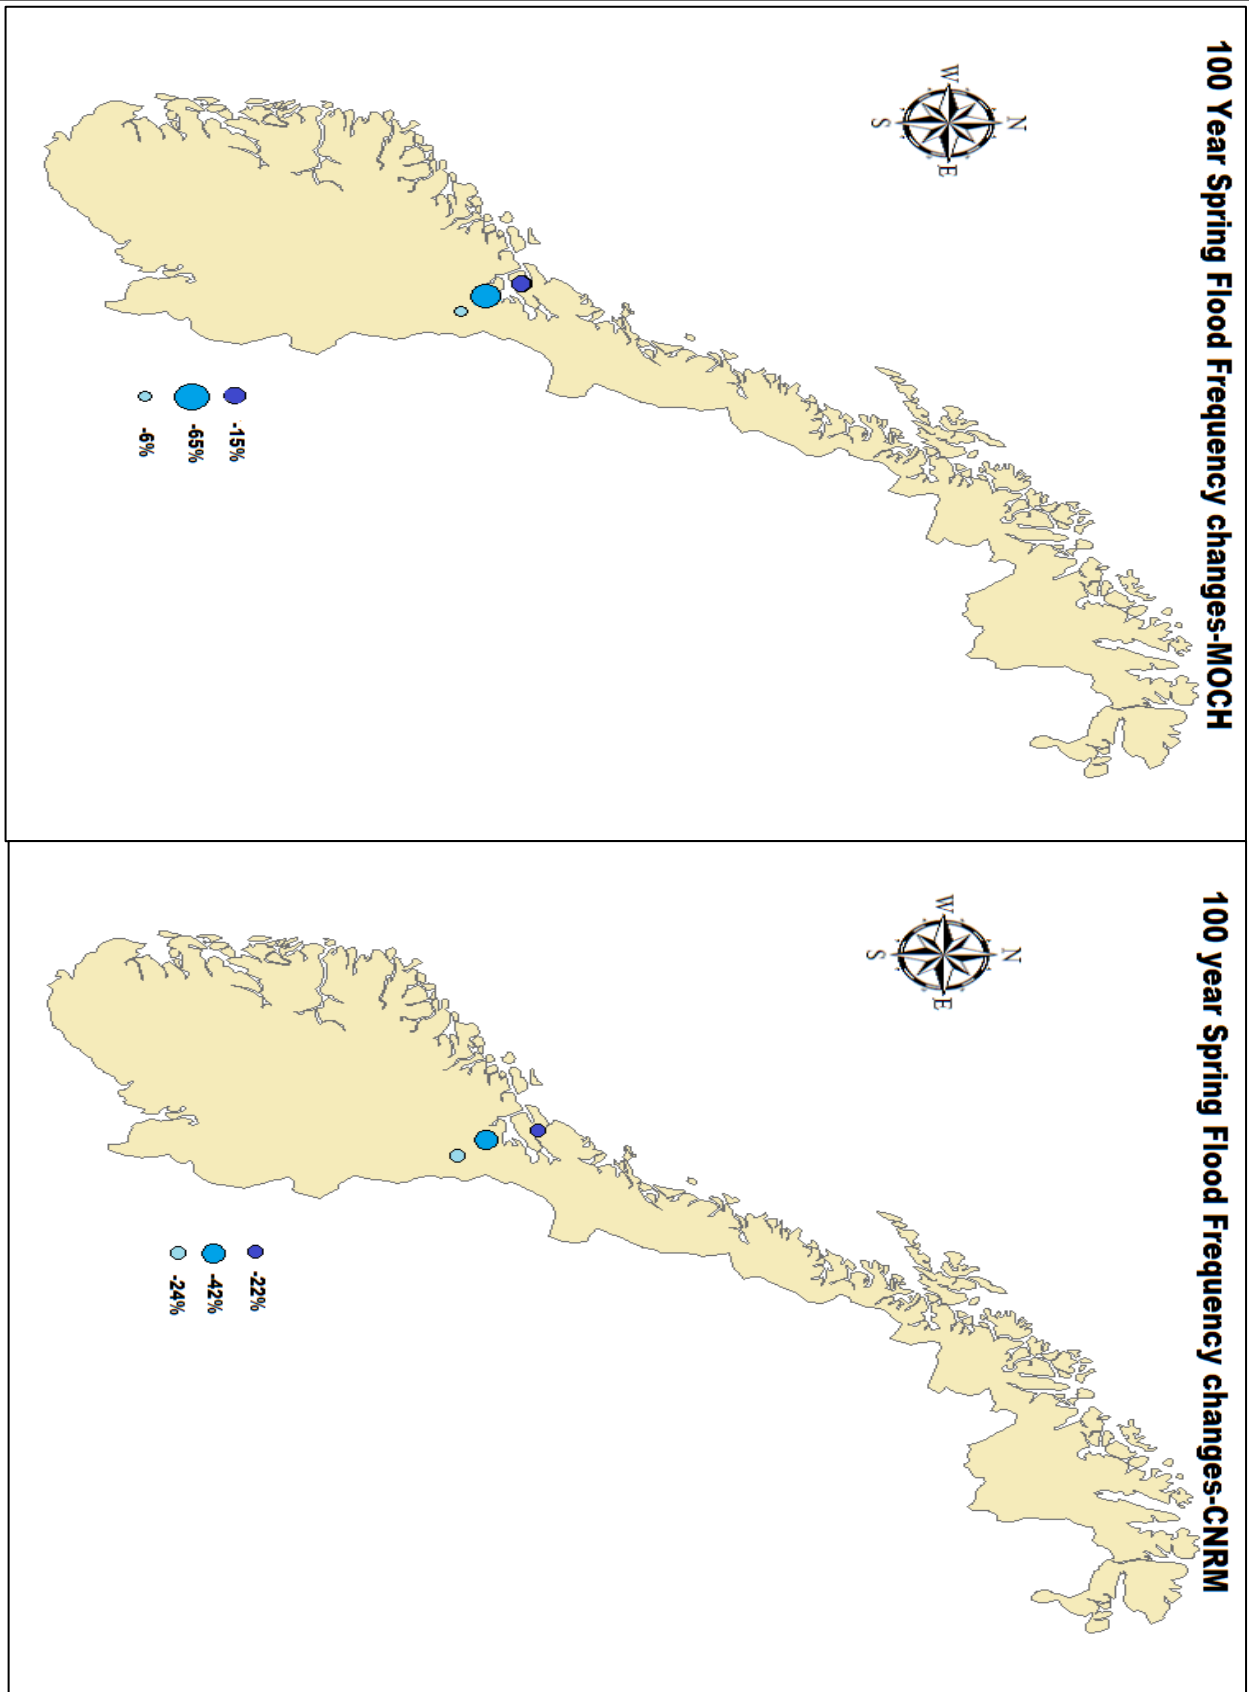 100 Year Spring Flood Frequency changes-MOCH
N
W
E
S
-15%
-65%
-6%
100 year Spring Flood Frequency changes-CNRM
N
W
E
S
-22%
-42%
-24%